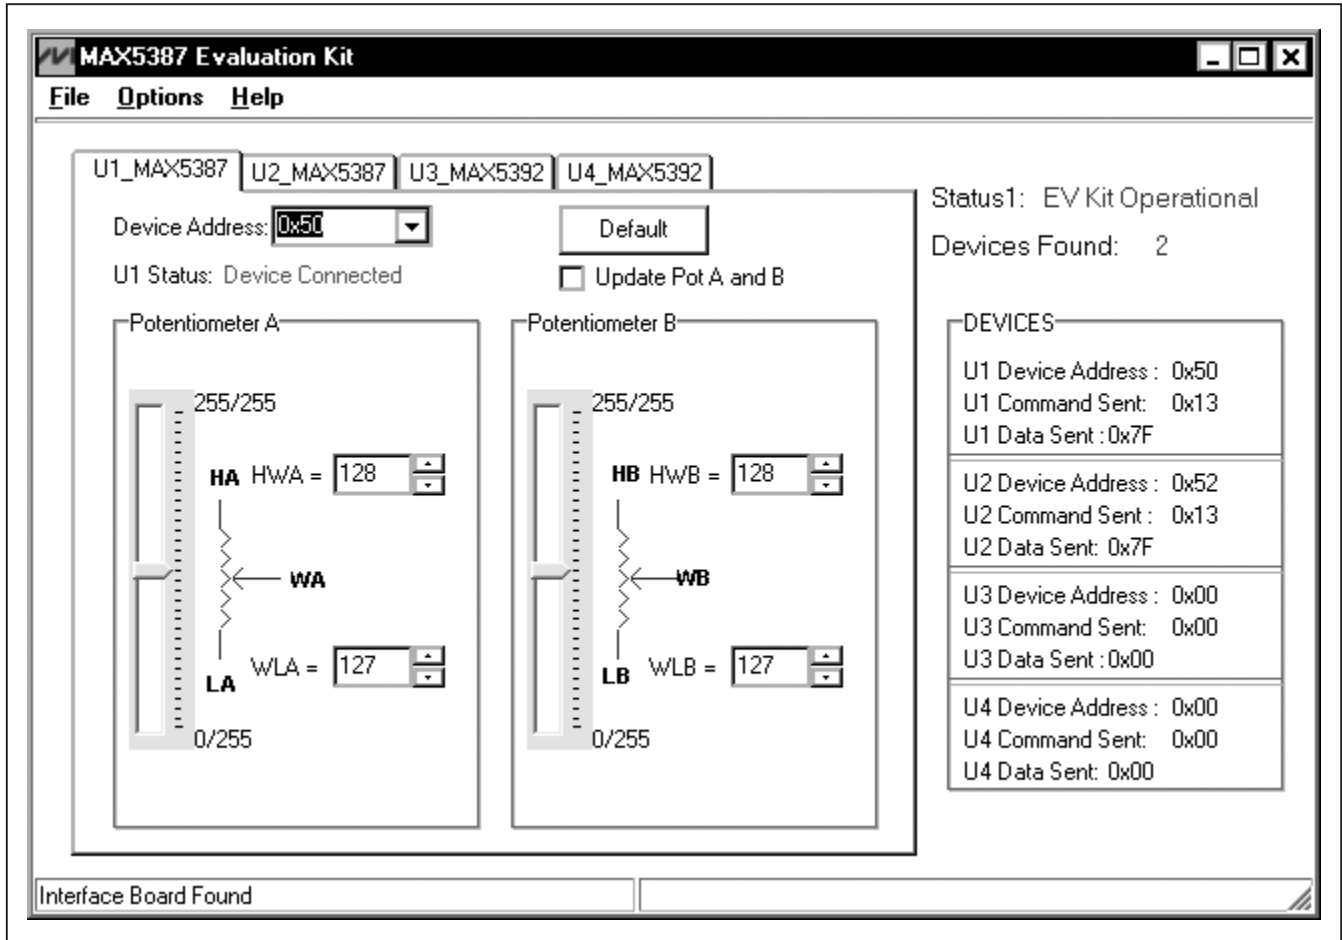 MAX5387 Evaluation Kit
File Options Help
U1_MAX5387 U2_MAX5387 U3_MAX5392 U4_MAX5392
Device Address: 0x50
Default
U1 Status: Device Connected
Update Pot A and B
Potentiometer A
255/255
HA HWA = 128
WA
LA WLA = 127
0/255
Potentiometer B
255/255
HB HWB = 128
WB
LB WLB = 127
0/255
Status1: EV Kit Operational
Devices Found: 2
DEVICES
U1 Device Address : 0x50
U1 Command Sent: 0x13
U1 Data Sent : 0x7F
U2 Device Address : 0x52
U2 Command Sent : 0x13
U2 Data Sent: 0x7F
U3 Device Address : 0x00
U3 Command Sent: 0x00
U3 Data Sent : 0x00
U4 Device Address : 0x00
U4 Command Sent: 0x00
U4 Data Sent: 0x00
Interface Board Found